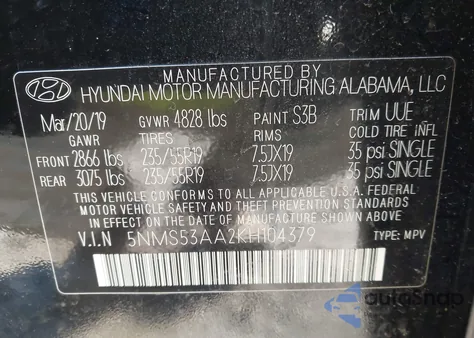 MANUFACTURED BY
HYUNDAI MOTOR MANUFACTURING ALABAMA, LLC
Mar/20/19 GVWR 4828 lbs PAINT S3B TRIM UUE
GAWR TIRES RIMS COLD TIRE INFL
FRONT 2866 lbs 235/55R19 7.5JX19 35 psi SINGLE
REAR 3075 lbs 235/55R19 7.5JX19 35 psi SINGLE
THIS VEHICLE CONFORMS TO ALL APPLICABLE U.S.A. FEDERAL
MOTOR VEHICLE SAFETY AND THEFT PREVENTION STANDARDS
IN EFFECT ON THE DATE OF MANUFACTURE SHOWN ABOVE.
V.I.N 5NMS53AA2KH104379 TYPE: MPV
autoSnap